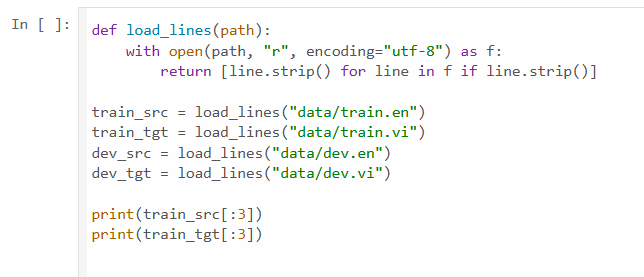 In [ ]:
def load_lines(path):
    with open(path, "r", encoding="utf-8") as f:
        return [line.strip() for line in f if line.strip()]

train_src = load_lines("data/train.en")
train_tgt = load_lines("data/train.vi")
dev_src = load_lines("data/dev.en")
dev_tgt = load_lines("data/dev.vi")

print(train_src[:3])
print(train_tgt[:3])